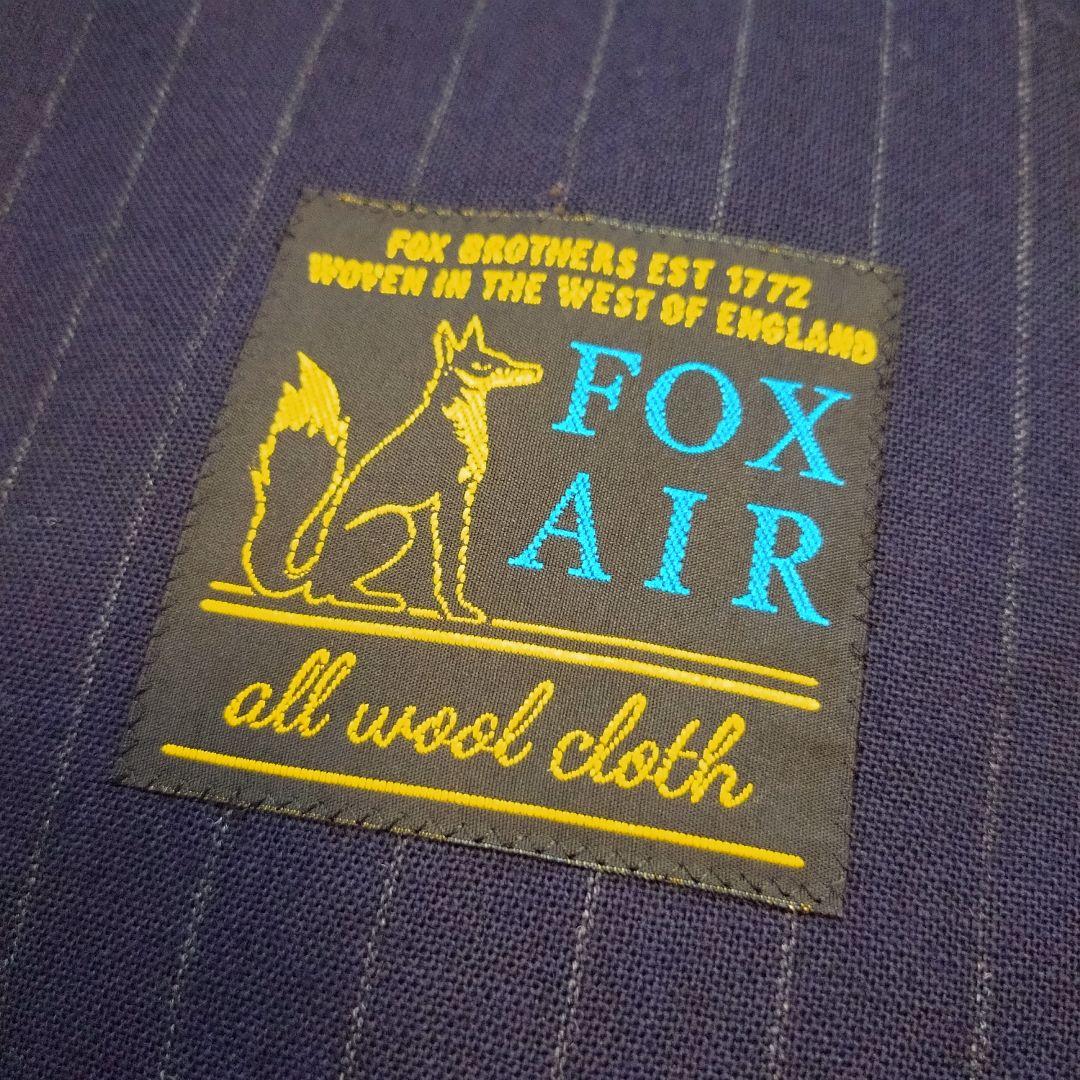 FOX BROTHERS EST 1772
WOVEN IN THE WEST OF ENGLAND
FOX
AIR
all wool cloth